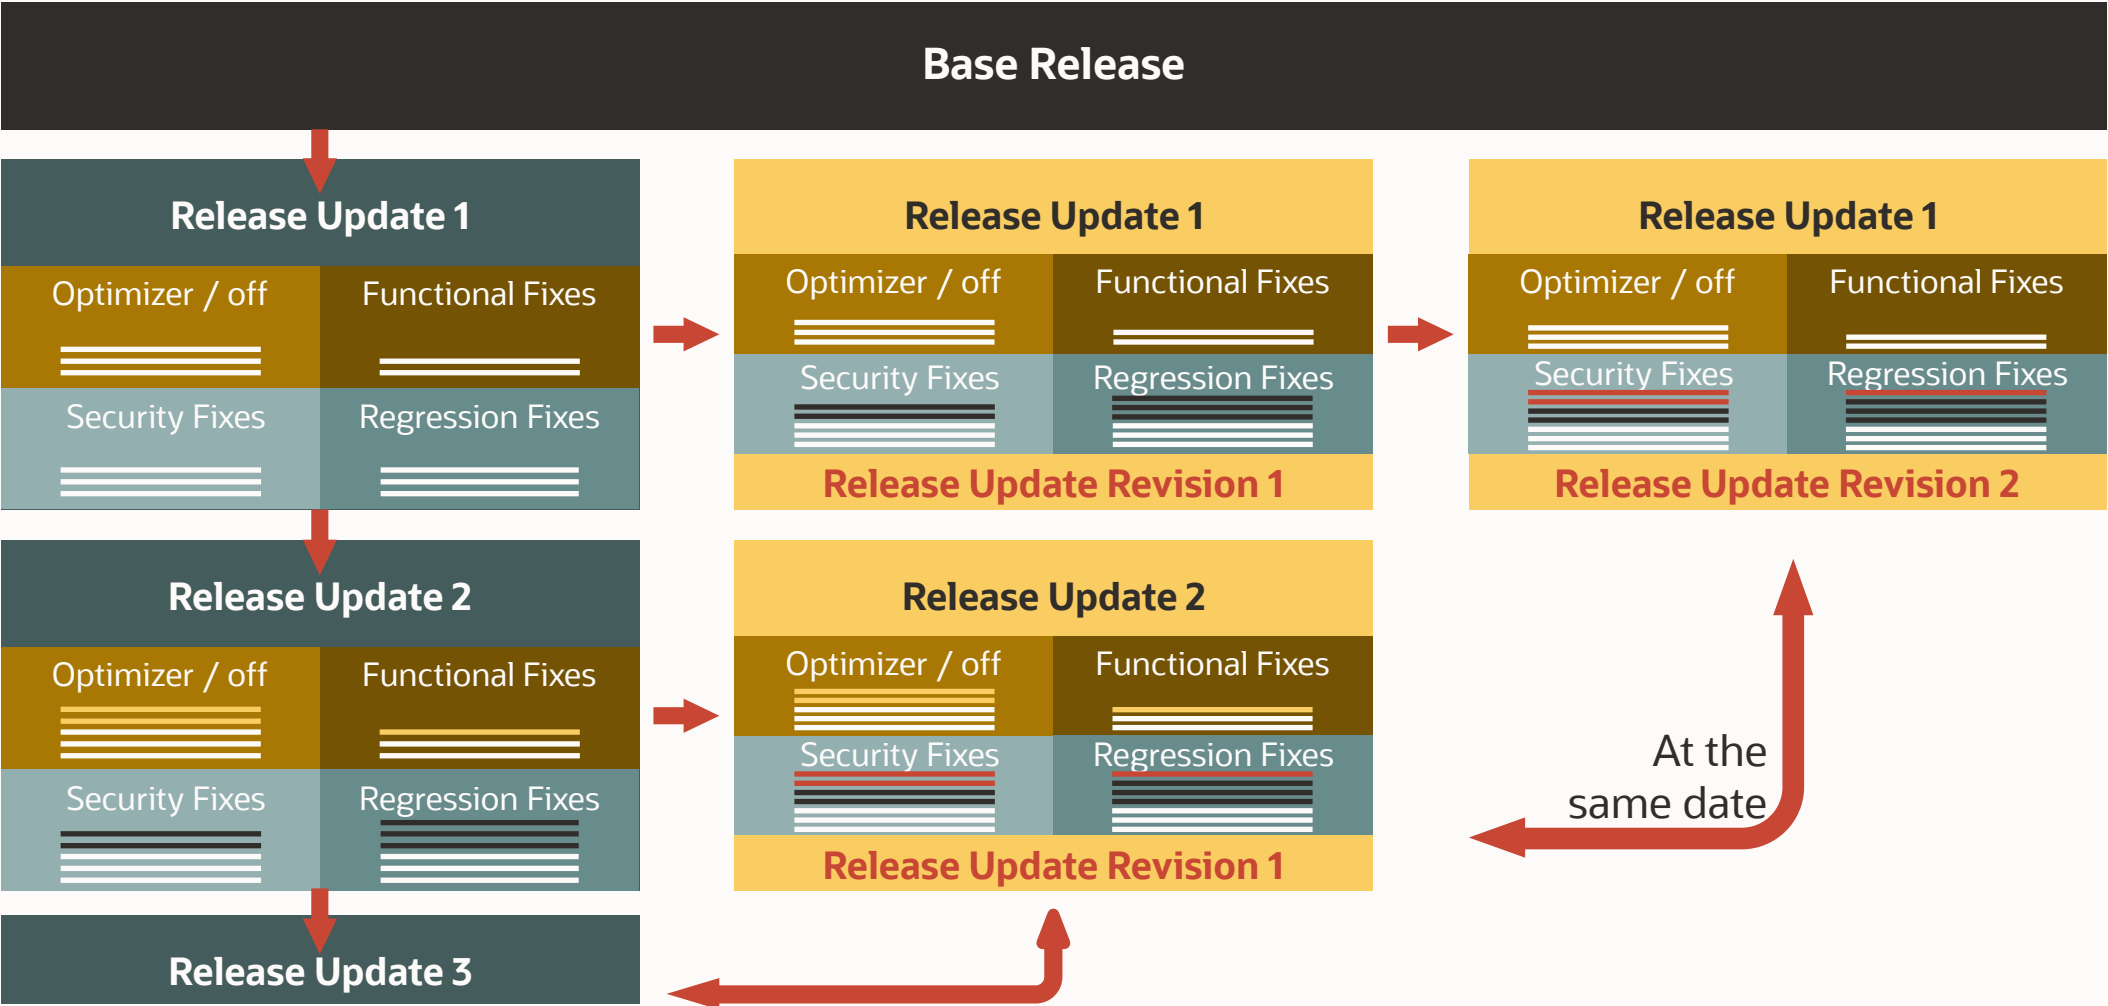 Base Release
Release Update 1
Optimizer / off
Functional Fixes
Security Fixes
Regression Fixes
Release Update 1
Optimizer / off
Functional Fixes
Security Fixes
Regression Fixes
Release Update Revision 1
Release Update 1
Optimizer / off
Functional Fixes
Security Fixes
Regression Fixes
Release Update Revision 2
Release Update 2
Optimizer / off
Functional Fixes
Security Fixes
Regression Fixes
Release Update 2
Optimizer / off
Functional Fixes
Security Fixes
Regression Fixes
Release Update Revision 1
At the
same date
Release Update 3